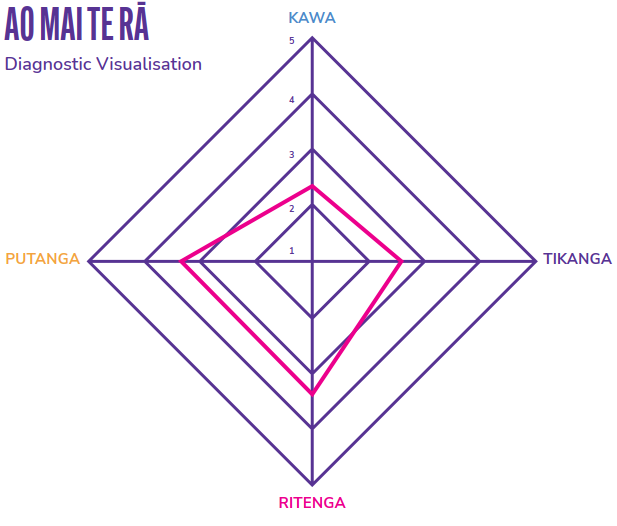 AO MAI TE RĀ
Diagnostic Visualisation
KAWA
5
4
3
2
1
PUTANGA
TIKANGA
RITENGA